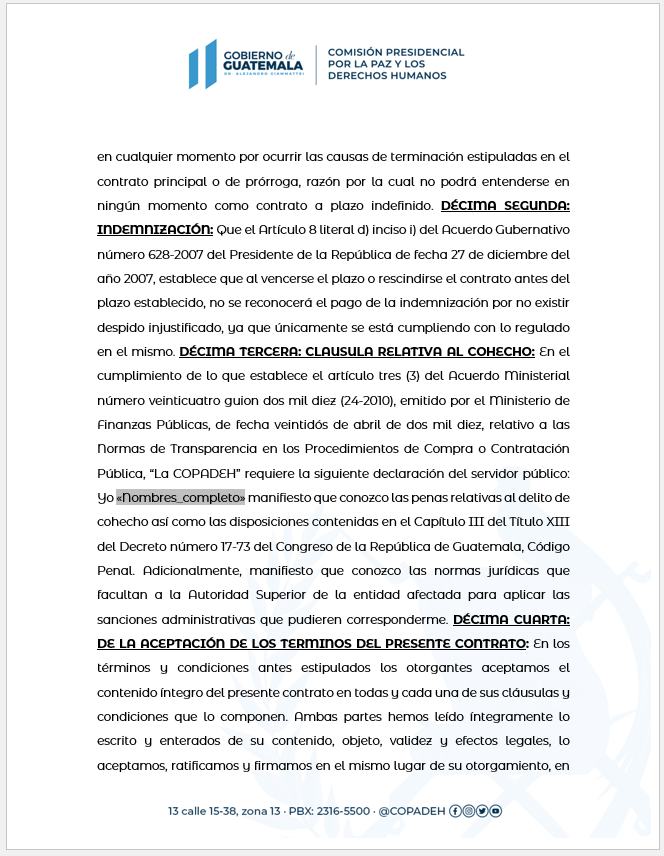 GOBIERNO de
GUATEMALA
DR. ALEJANDRO GIAMMATTEI
COMISIÓN PRESIDENCIAL
POR LA PAZ Y LOS
DERECHOS HUMANOS
en cualquier momento por ocurrir las causas de terminación estipuladas en el
contrato principal o de prórroga, razón por la cual no podrá entenderse en
ningún momento como contrato a plazo indefinido. DÉCIMA SEGUNDA:
INDEMNIZACIÓN: Que el Artículo 8 literal d) inciso i) del Acuerdo Gubernativo
número 628-2007 del Presidente de la República de fecha 27 de diciembre del
año 2007, establece que al vencerse el plazo o rescindirse el contrato antes del
plazo establecido, no se reconocerá el pago de la indemnización por no existir
despido injustificado, ya que únicamente se está cumpliendo con lo regulado
en el mismo. DÉCIMA TERCERA: CLAUSULA RELATIVA AL COHECHO: En el
cumplimiento de lo que establece el artículo tres (3) del Acuerdo Ministerial
número veinticuatro guion dos mil diez (24-2010), emitido por el Ministerio de
Finanzas Públicas, de fecha veintidós de abril de dos mil diez, relativo a las
Normas de Transparencia en los Procedimientos de Compra o Contratación
Pública, “La COPADEH” requiere la siguiente declaración del servidor público:
Yo «Nombres_completo» manifiesto que conozco las penas relativas al delito de
cohecho así como las disposiciones contenidas en el Capítulo III del Título XIII
del Decreto número 17-73 del Congreso de la República de Guatemala, Código
Penal. Adicionalmente, manifiesto que conozco las normas jurídicas que
facultan a la Autoridad Superior de la entidad afectada para aplicar las
sanciones administrativas que pudieren corresponderme. DÉCIMA CUARTA:
DE LA ACEPTACIÓN DE LOS TERMINOS DEL PRESENTE CONTRATO: En los
términos y condiciones antes estipulados los otorgantes aceptamos el
contenido íntegro del presente contrato en todas y cada una de sus cláusulas y
condiciones que lo componen. Ambas partes hemos leído íntegramente lo
escrito y enterados de su contenido, objeto, validez y efectos legales, lo
aceptamos, ratificamos y firmamos en el mismo lugar de su otorgamiento, en
13 calle 15-38, zona 13 · PBX: 2316-5500 · @COPADEH